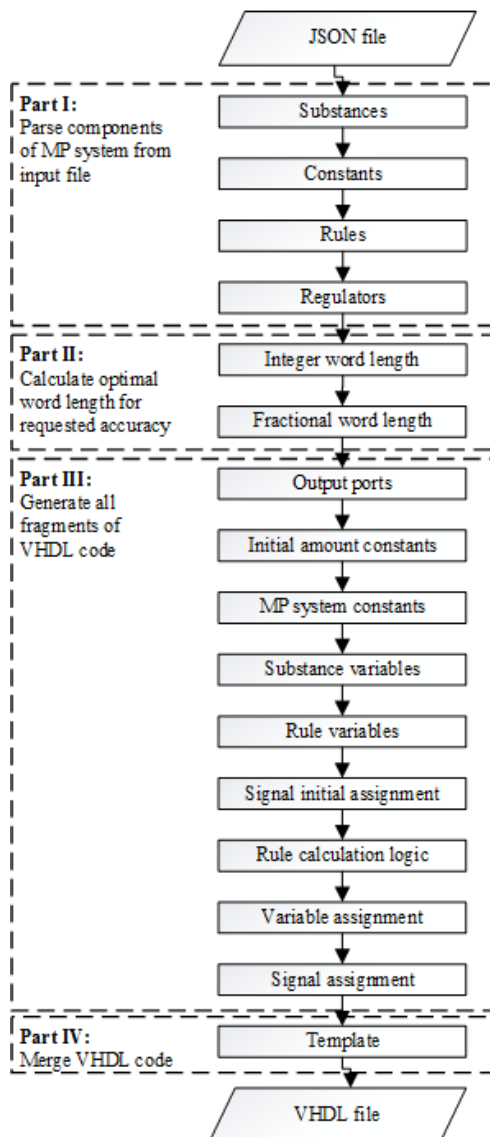 JSON file
Part I:
Parse components
of MP system from
input file
Substances
Constants
Rules
Regulators
Part II:
Calculate optimal
word length for
requested accuracy
Integer word length
Fractional word length
Part III:
Generate all
fragments of
VHDL code
Output ports
Initial amount constants
MP system constants
Substance variables
Rule variables
Signal initial assignment
Rule calculation logic
Variable assignment
Signal assignment
Part IV:
Merge VHDL code
Template
VHDL file